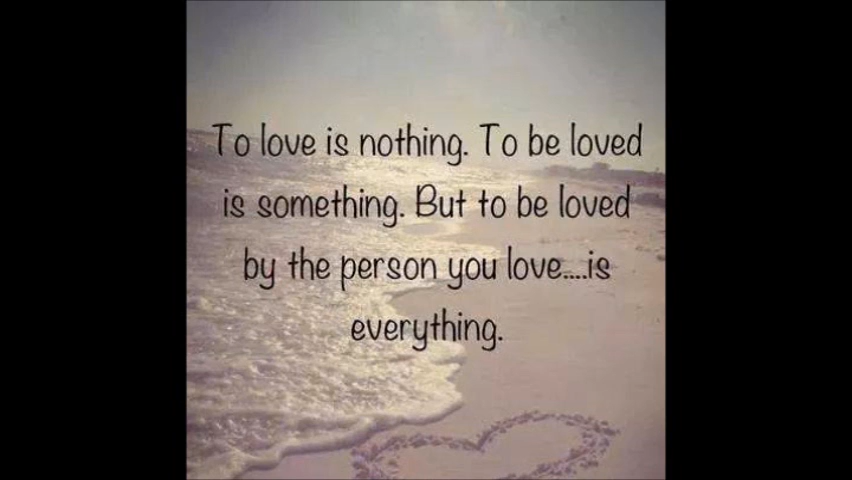 To love is nothing. To be loved
is something. But to be loved
by the person you love....is
everything.